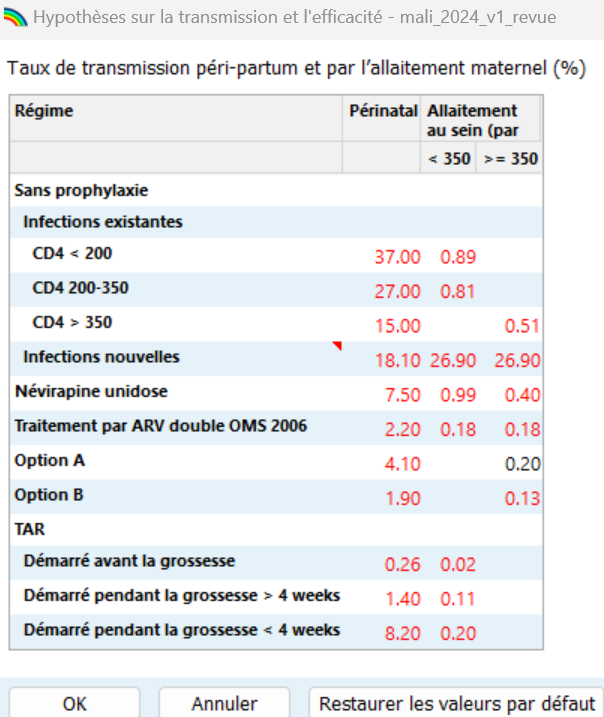 Hypothèses sur la transmission et l'efficacité - mali_2024_v1_revue
Taux de transmission péri-partum et par l’allaitement maternel (%)
Régime Périnatal Allaitement
au sein (par
< 350 >= 350
Sans prophylaxie
Infections existantes
CD4 < 200 37.00 0.89
CD4 200-350 27.00 0.81
CD4 > 350 15.00 0.51
Infections nouvelles 18.10 26.90 26.90
Névirapine unidose 7.50 0.99 0.40
Traitement par ARV double OMS 2006 2.20 0.18 0.18
Option A 4.10 0.20
Option B 1.90 0.13
TAR
Démarré avant la grossesse 0.26 0.02
Démarré pendant la grossesse > 4 weeks 1.40 0.11
Démarré pendant la grossesse < 4 weeks 8.20 0.20
OK Annuler Restaurer les valeurs par défaut